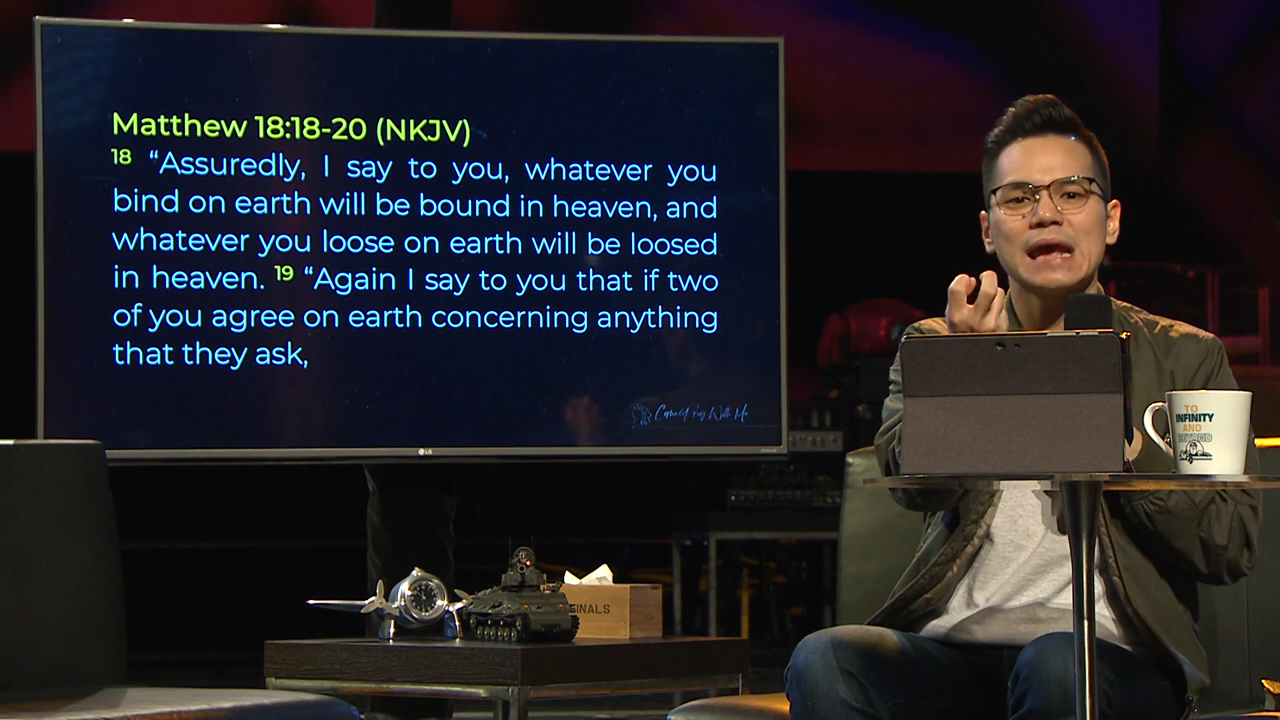 Matthew 18:18-20 (NKJV)
18 “Assuredly, I say to you, whatever you
bind on earth will be bound in heaven, and
whatever you loose on earth will be loosed
in heaven. 19 “Again I say to you that if two
of you agree on earth concerning anything
that they ask,
LG
TO
INFINITY
AND
BEYOND
INALS